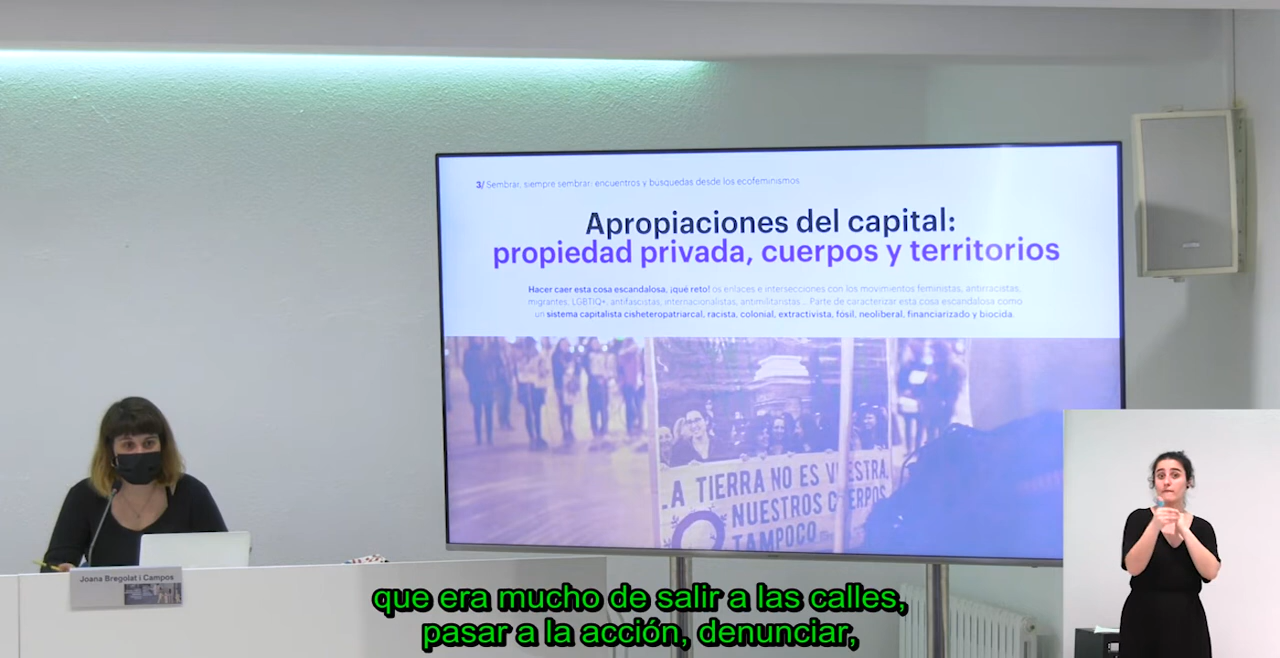 3/ Sembrar, siempre sembrar: encuentros y búsquedas desde los ecofeminismos
Apropiaciones del capital:
propiedad privada, cuerpos y territorios
Hacer caer esta cosa escandalosa, ¡qué reto! os enlaces e intersecciones con los movimientos feministas, antirracistas,
migrantes, LGBTIQ+, antifascistas, internacionalistas, antimilitaristas... Parte de caracterizar esta cosa escandalosa como
un sistema capitalista cisheteropatriarcal, racista, colonial, extractivista, fósil, neoliberal, financiarizado y biocida.
LA TIERRA NO ES VUESTRA,
NUESTROS CUERPOS
TAMPOCO
Joana Bregolat i Campos
que era mucho de salir a las calles,
pasar a la acción, denunciar,